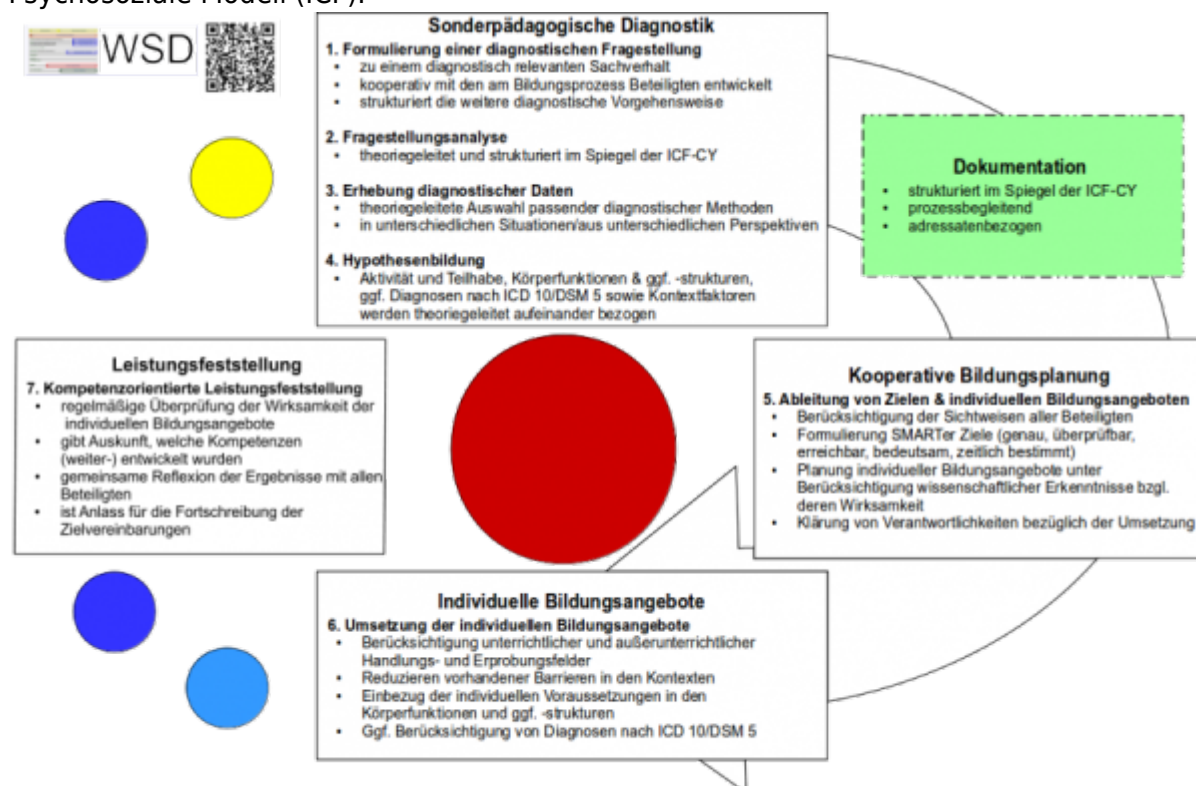 Psychosoziale Modell (ICF).
WSD
Sonderpädagogische Diagnostik
1. Formulierung einer diagnostischen Fragestellung
• zu einem diagnostisch relevanten Sachverhalt
• kooperativ mit den am Bildungsprozess Beteiligten entwickelt
• strukturiert die weitere diagnostische Vorgehensweise
2. Fragestellungsanalyse
• theoriegeleitet und strukturiert im Spiegel der ICF-CY
3. Erhebung diagnostischer Daten
• theoriegeleitete Auswahl passender diagnostischer Methoden
• in unterschiedlichen Situationen/aus unterschiedlichen Perspektiven
4. Hypothesenbildung
• Aktivität und Teilhabe, Körperfunktionen & ggf. -strukturen,
ggf. Diagnosen nach ICD 10/DSM 5 sowie Kontextfaktoren
werden theoriegeleitet aufeinander bezogen
Dokumentation
• strukturiert im Spiegel der ICF-CY
• prozessbegleitend
• adressatenbezogen
Leistungsfeststellung
7. Kompetenzorientierte Leistungsfeststellung
• regelmäßige Überprüfung der Wirksamkeit der
individuellen Bildungsangebote
• gibt Auskunft, welche Kompetenzen
(weiter-) entwickelt wurden
• gemeinsame Reflexion der Ergebnisse mit allen
Beteiligten
• ist Anlass für die Fortschreibung der
Zielvereinbarungen
Kooperative Bildungsplanung
5. Ableitung von Zielen & individuellen Bildungsangeboten
• Berücksichtigung der Sichtweisen aller Beteiligten
• Formulierung SMARTer Ziele (genau, überprüfbar,
erreichbar, bedeutsam, zeitlich bestimmt)
• Planung individueller Bildungsangebote unter
Berücksichtigung wissenschaftlicher Erkenntnisse bzgl.
deren Wirksamkeit
• Klärung von Verantwortlichkeiten bezüglich der Umsetzung
Individuelle Bildungsangebote
6. Umsetzung der individuellen Bildungsangebote
• Berücksichtigung unterrichtlicher und außerunterrichtlicher
Handlungs- und Erprobungsfelder
• Reduzieren vorhandener Barrieren in den Kontexten
• Einbezug der individuellen Voraussetzungen in den
Körperfunktionen und ggf. -strukturen
• Ggf. Berücksichtigung von Diagnosen nach ICD 10/DSM 5